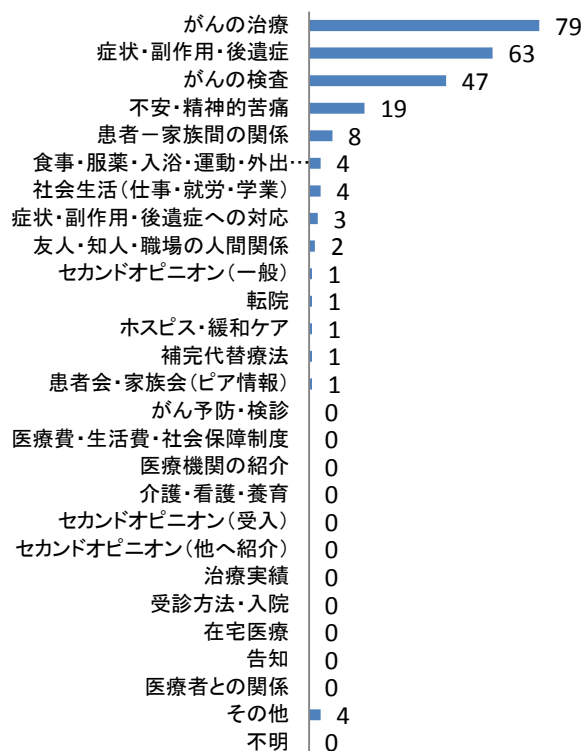 がんの治療 79
症状・副作用・後遺症 63
がんの検査 47
不安・精神的苦痛 19
患者－家族間の関係 8
食事・服薬・入浴・運動・外出… 4
社会生活（仕事・就労・学業） 4
症状・副作用・後遺症への対応 3
友人・知人・職場の人間関係 2
セカンドオピニオン（一般） 1
転院 1
ホスピス・緩和ケア 1
補完代替療法 1
患者会・家族会（ピア情報） 1
がん予防・検診 0
医療費・生活費・社会保障制度 0
医療機関の紹介 0
介護・看護・養育 0
セカンドオピニオン（受入） 0
セカンドオピニオン（他へ紹介） 0
治療実績 0
受診方法・入院 0
在宅医療 0
告知 0
医療者との関係 0
その他 4
不明 0